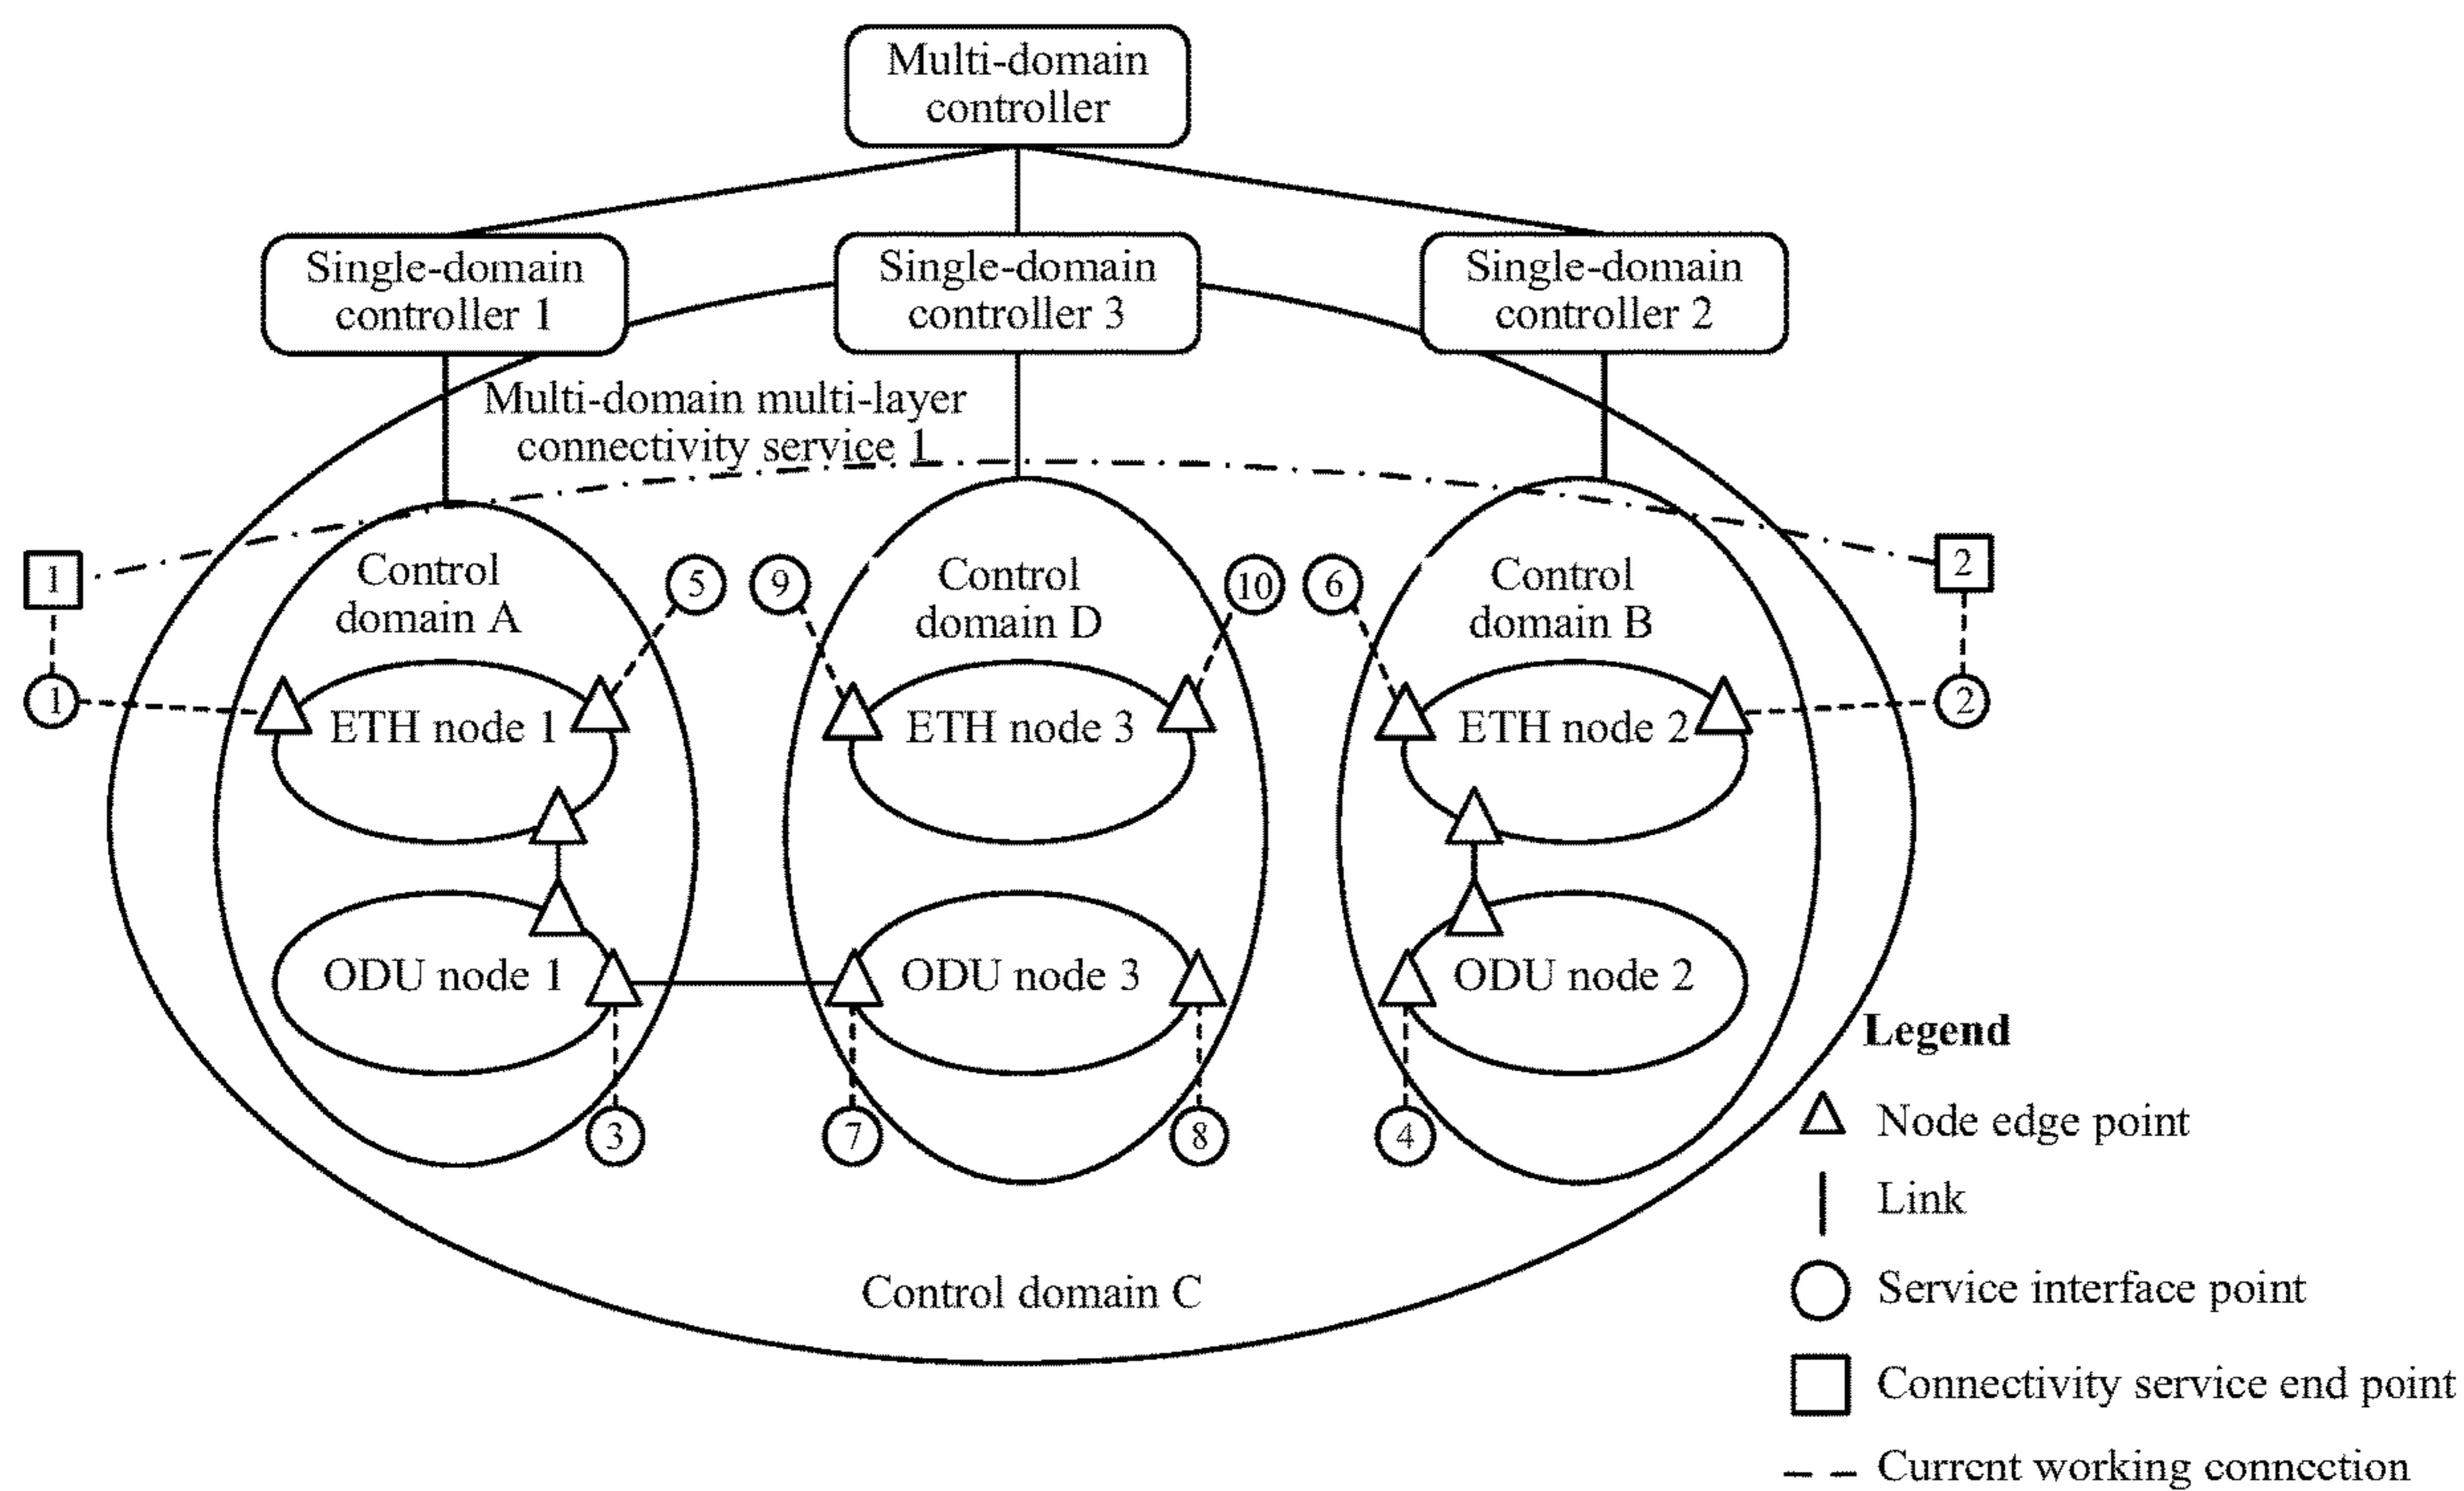 Multi-domain
controller
Single-domain
controller 1
Single-domain
controller 3
Single-domain
controller 2
Multi-domain multi-layer
connectivity service 1
1
2
Control
domain A
5
9
Control
domain D
10
6
Control
domain B
1
ETH node 1
ETH node 3
ETH node 2
2
ODU node 1
ODU node 3
ODU node 2
3
7
8
4
Control domain C
Legend
Node edge point
Link
Service interface point
Connectivity service end point
Current working connection